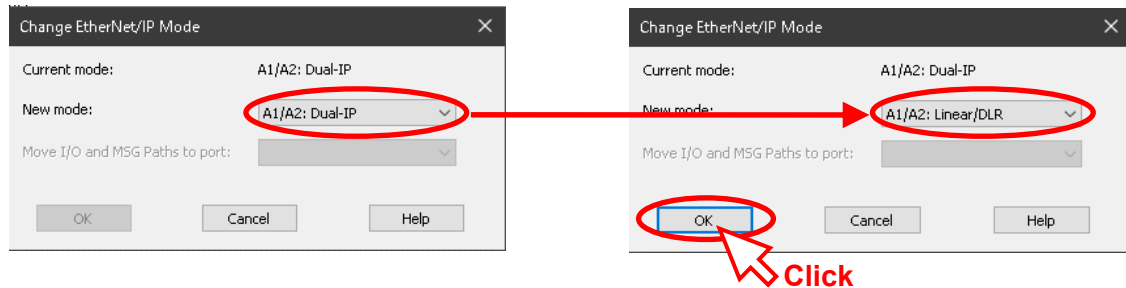 Change EtherNet/IP Mode
Current mode: A1/A2: Dual-IP
New mode: A1/A2: Dual-IP
Move I/O and MSG Paths to port:
OK Cancel Help
Change EtherNet/IP Mode
Current mode: A1/A2: Dual-IP
New mode: A1/A2: Linear/DLR
Move I/O and MSG Paths to port:
OK Cancel Help
Click